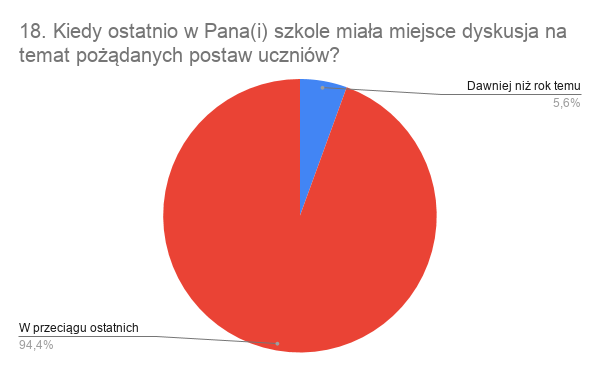 18. Kiedy ostatnio w Pana(i) szkole miała miejsce dyskusja na
temat pożądanych postaw uczniów?
Dawniej niż rok temu
5,6%
W przeciągu ostatnich
94,4%